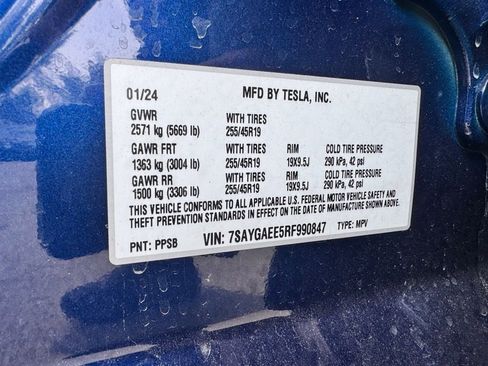 01/24 MFD BY TESLA, INC.
GVWR WITH TIRES
2571 kg (5669 lb) 255/45R19
GAWR FRT WITH TIRES RIM COLD TIRE PRESSURE
1363 kg (3004 lb) 255/45R19 19X9.5J 290 kPa, 42 psi
GAWR RR WITH TIRES RIM COLD TIRE PRESSURE
1500 kg (3306 lb) 255/45R19 19X9.5J 290 kPa, 42 psi
THIS VEHICLE CONFORMS TO ALL APPLICABLE U.S. FEDERAL MOTOR VEHICLE SAFETY AND
THEFT PREVENTION STANDARDS IN EFFECT ON THE DATE OF MANUFACTURE SHOWN ABOVE.
PNT: PPSB VIN: 7SAYGAEE5RF990847 TYPE: MPV